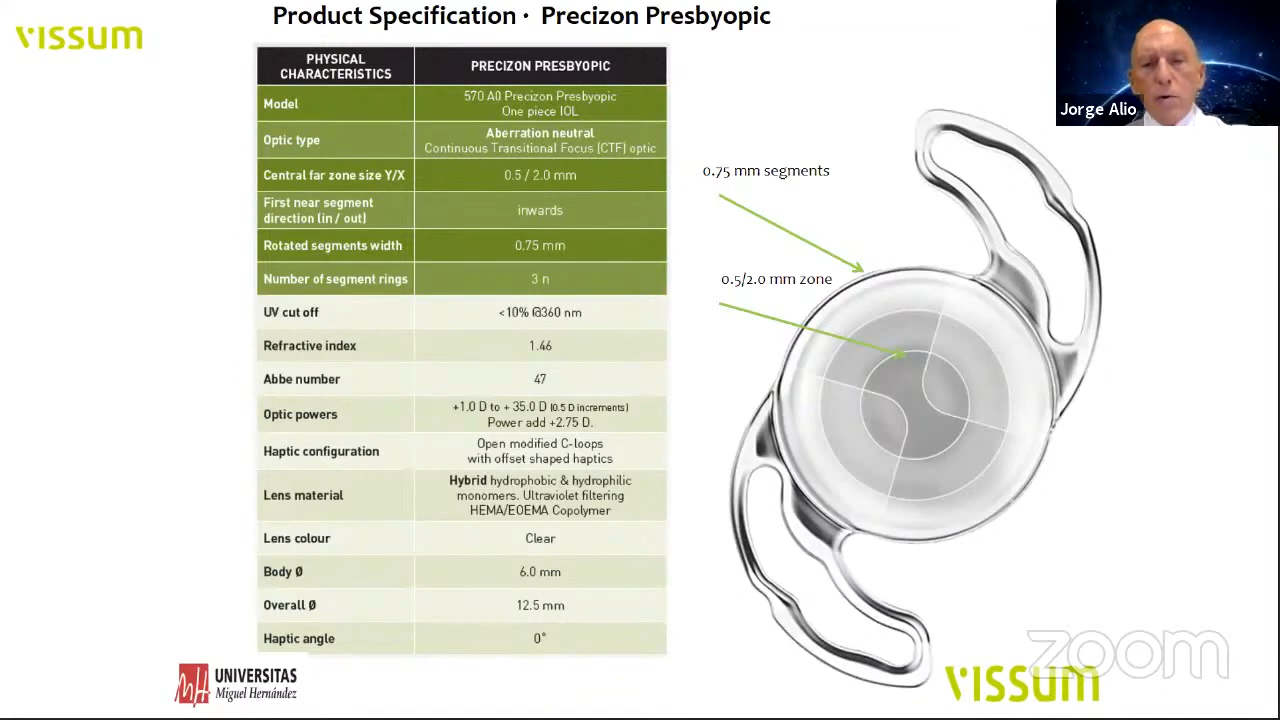 Product Specification · Precizon Presbyopic
vissum
Jorge Alio
PHYSICAL
CHARACTERISTICS
PRECIZON PRESBYOPIC
Model
570 A0 Precizon Presbyopic
One piece IOL
Optic type
Aberration neutral
Continuous Transitional Focus (CTF) optic
Central far zone size Y/X
0.5 / 2.0 mm
First near segment
direction (in / out)
inwards
Rotated segments width
0.75 mm
Number of segment rings
3 n
UV cut off
<10% @360 nm
Refractive index
1.46
Abbe number
47
Optic powers
+1.0 D to + 35.0 D (0.5 D increments)
Power add +2.75 D.
Haptic configuration
Open modified C-loops
with offset shaped haptics
Lens material
Hybrid hydrophobic & hydrophilic
monomers. Ultraviolet filtering
HEMA/EOEMA Copolymer
Lens colour
Clear
Body Ø
6.0 mm
Overall Ø
12.5 mm
Haptic angle
0°
0.75 mm segments
0.5/2.0 mm zone
UNIVERSITAS
Miguel Hernández
vissum
zoom